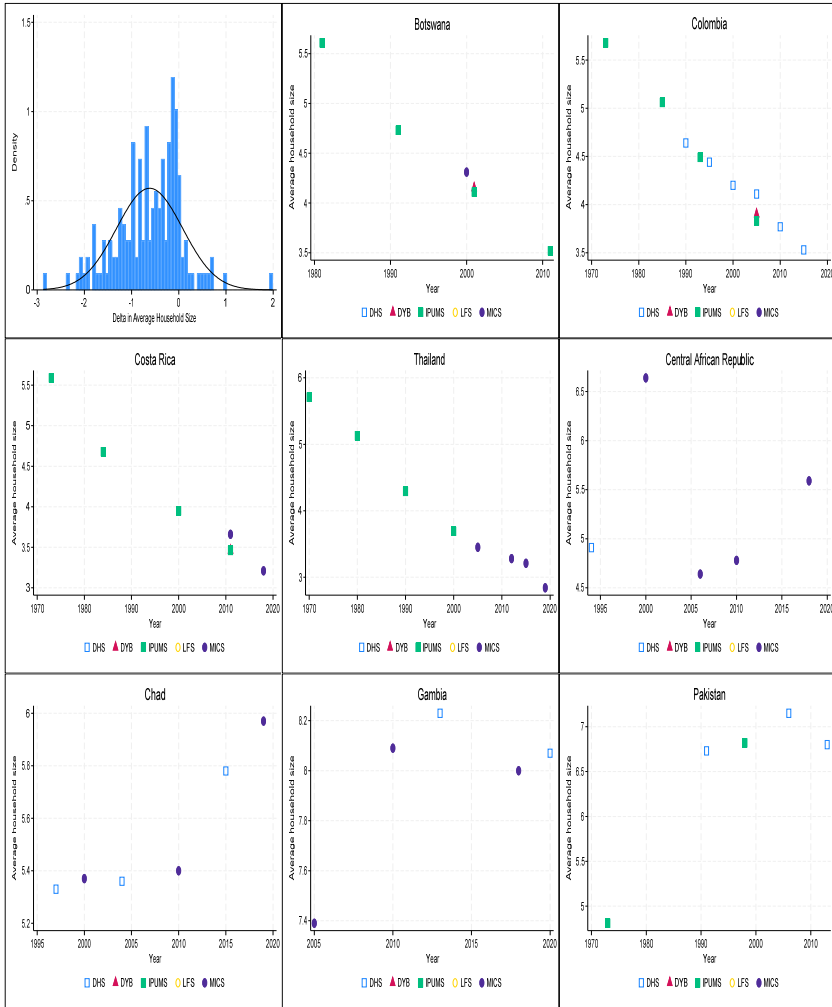 1.5
1
.5
0
Density
-3 -2 -1 0 1 2
Delta in Average Household Size
Botswana
5.5
5
4.5
4
3.5
Average household size
1980 1990 2000 2010
Year
DHS DYB IPUMS LFS MICS
Colombia
5.5
5
4.5
4
3.5
Average household size
1970 1980 1990 2000 2010 2020
Year
DHS DYB IPUMS LFS MICS
Costa Rica
5.5
5
4.5
4
3.5
3
Average household size
1970 1980 1990 2000 2010 2020
Year
DHS DYB IPUMS LFS MICS
Thailand
6
5
4
3
Average household size
1970 1980 1990 2000 2010 2020
Year
DHS DYB IPUMS LFS MICS
Central African Republic
6.5
6
5.5
5
4.5
Average household size
1995 2000 2005 2010 2015 2020
Year
DHS DYB IPUMS LFS MICS
Chad
6
5.8
5.6
5.4
5.2
Average household size
1995 2000 2005 2010 2015 2020
Year
DHS DYB IPUMS LFS MICS
Gambia
8.2
8
7.8
7.6
7.4
Average household size
2005 2010 2015 2020
Year
DHS DYB IPUMS LFS MICS
Pakistan
7
6.5
6
5.5
5
Average household size
1970 1980 1990 2000 2010
Year
DHS DYB IPUMS LFS MICS